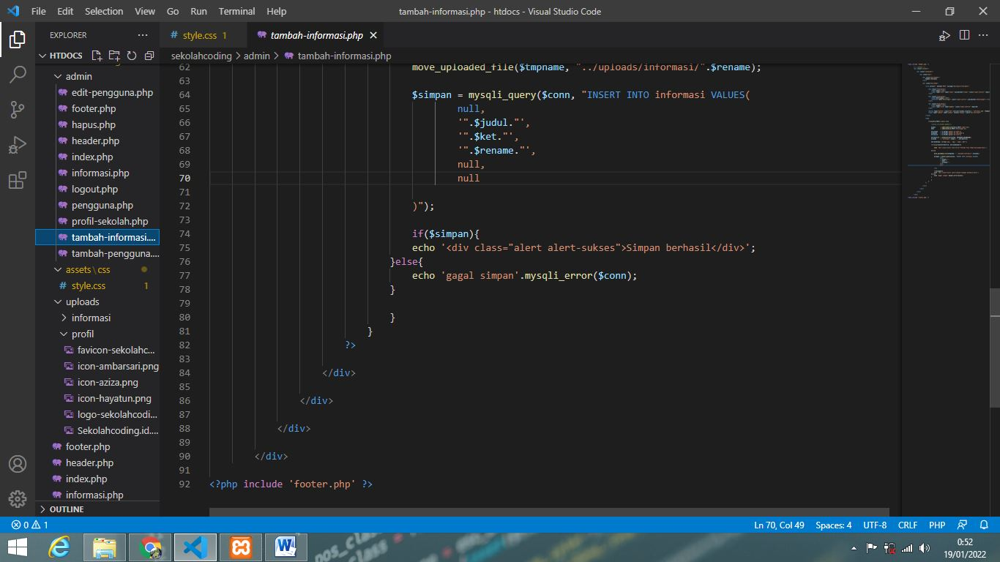 File Edit Selection View Go Run Terminal Help
tambah-informasi.php - htdocs - Visual Studio Code
EXPLORER
HTDOCS
admin
edit-pengguna.php
footer.php
hapus.php
header.php
index.php
informasi.php
logout.php
pengguna.php
profil-sekolah.php
tambah-informasi....
tambah-pengguna....
assets\css
style.css 1
uploads
informasi
profil
favicon-sekolahc...
icon-ambarsari.png
icon-aziza.png
icon-hayatun.png
logo-sekolahcodi...
Sekolahcoding.id....
footer.php
header.php
index.php
informasi.php
OUTLINE
style.css 1
tambah-informasi.php
sekolahcoding > admin > tambah-informasi.php
62 move_uploaded_file($tmpname, "../uploads/informasi/".$rename);
63
64 $simpan = mysqli_query($conn, "INSERT INTO informasi VALUES(
65 null,
66 '".$judul."',
67 '".$ket."',
68 '".$rename."',
69 null,
70 null
71
72 )");
73
74 if($simpan){
75 echo '<div class="alert alert-sukses">Simpan berhasil</div>';
76 }else{
77 echo 'gagal simpan'.mysqli_error($conn);
78 }
79
80 }
81 }
82 ?>
83
84 </div>
85
86 </div>
87
88 </div>
89
90 </div>
91
92 <?php include 'footer.php' ?>
0 1
Ln 70, Col 49 Spaces: 4 UTF-8 CRLF PHP
0:52
19/01/2022